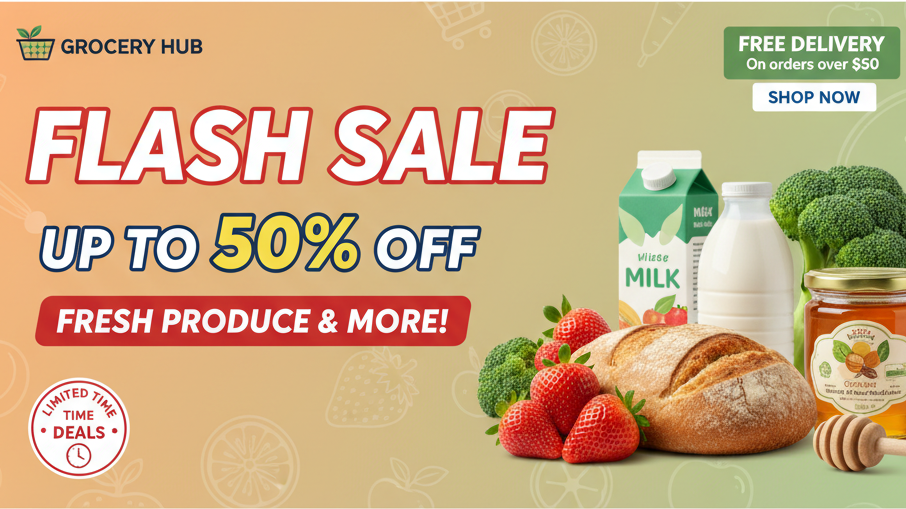 GROCERY HUB
FREE DELIVERY
On orders over $50
SHOP NOW
FLASH SALE
UP TO 50% OFF
FRESH PRODUCE & MORE!
LIMITED TIME
TIME
DEALS
MILK